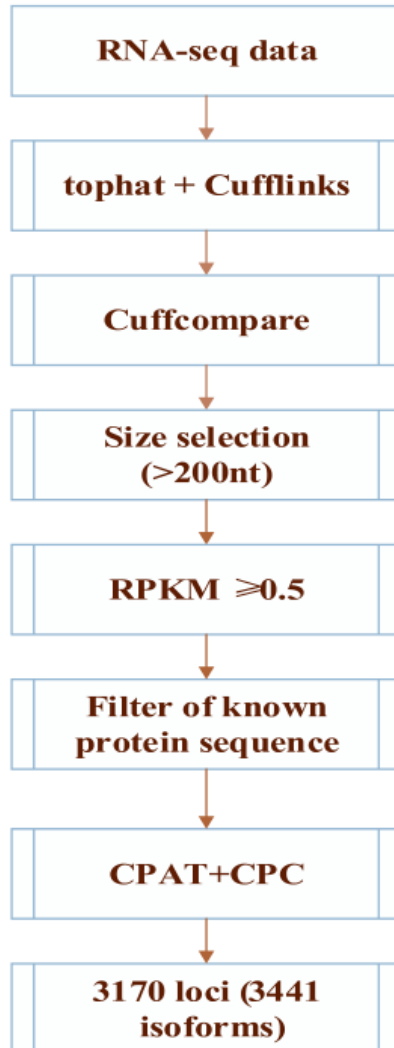 RNA-seq data
tophat + Cufflinks
Cuffcompare
Size selection
(>200nt)
RPKM ⩾0.5
Filter of known
protein sequence
CPAT+CPC
3170 loci (3441
isoforms)